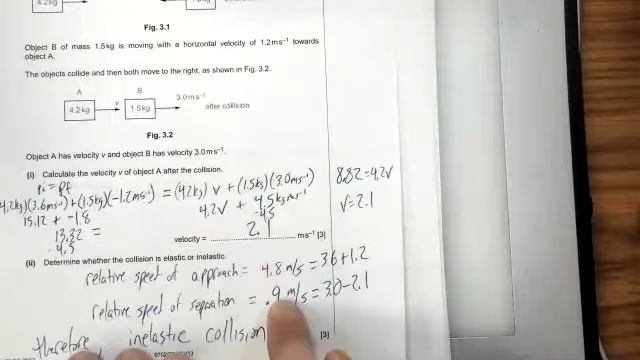 4.2kg
Fig. 3.1
Object B of mass 1.5kg is moving with a horizontal velocity of 1.2ms⁻¹ towards
object A.
The objects collide and then both move to the right, as shown in Fig. 3.2.
A B
4.2kg v 1.5kg 3.0ms⁻¹ after collision
Fig. 3.2
Object A has velocity v and object B has velocity 3.0ms⁻¹.
(i) Calculate the velocity v of object A after the collision.
pi = pf
4.2kg)(3.6ms⁻¹)+(1.5kg)(-1.2ms⁻¹) = (4.2kg) v + (1.5kg)(3.0ms⁻¹)
15.12 + -1.8 4.2v + 4.5kgms⁻¹
13.32 = -4.5
-4.5
8.82=4.2v
v=2.1
velocity = 2.1 ms⁻¹ [3]
(ii) Determine whether the collision is elastic or inelastic.
relative speed of approach = 4.8 m/s = 3.6+1.2
relative speed of separation = .9 m/s = 3.0-2.1
therefore inelastic collision
[3]